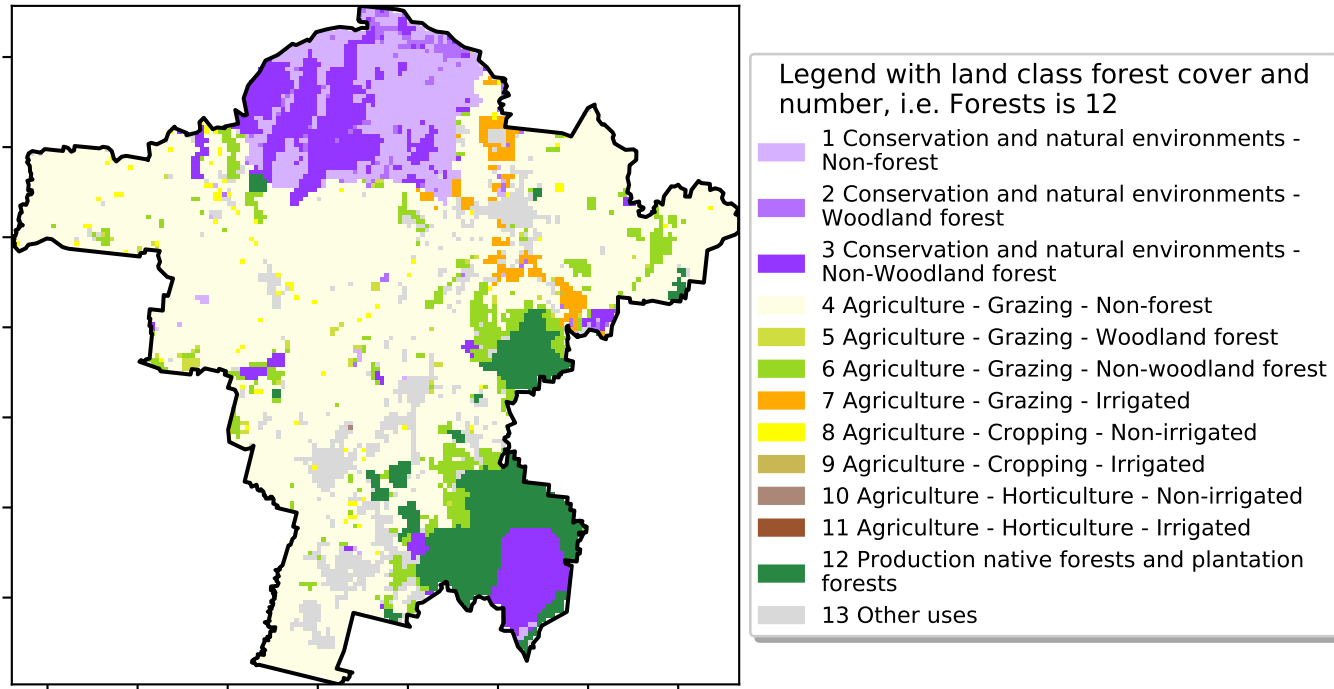 Legend with land class forest cover and
number, i.e. Forests is 12
1 Conservation and natural environments -
Non-forest
2 Conservation and natural environments -
Woodland forest
3 Conservation and natural environments -
Non-Woodland forest
4 Agriculture - Grazing - Non-forest
5 Agriculture - Grazing - Woodland forest
6 Agriculture - Grazing - Non-woodland forest
7 Agriculture - Grazing - Irrigated
8 Agriculture - Cropping - Non-irrigated
9 Agriculture - Cropping - Irrigated
10 Agriculture - Horticulture - Non-irrigated
11 Agriculture - Horticulture - Irrigated
12 Production native forests and plantation
forests
13 Other uses